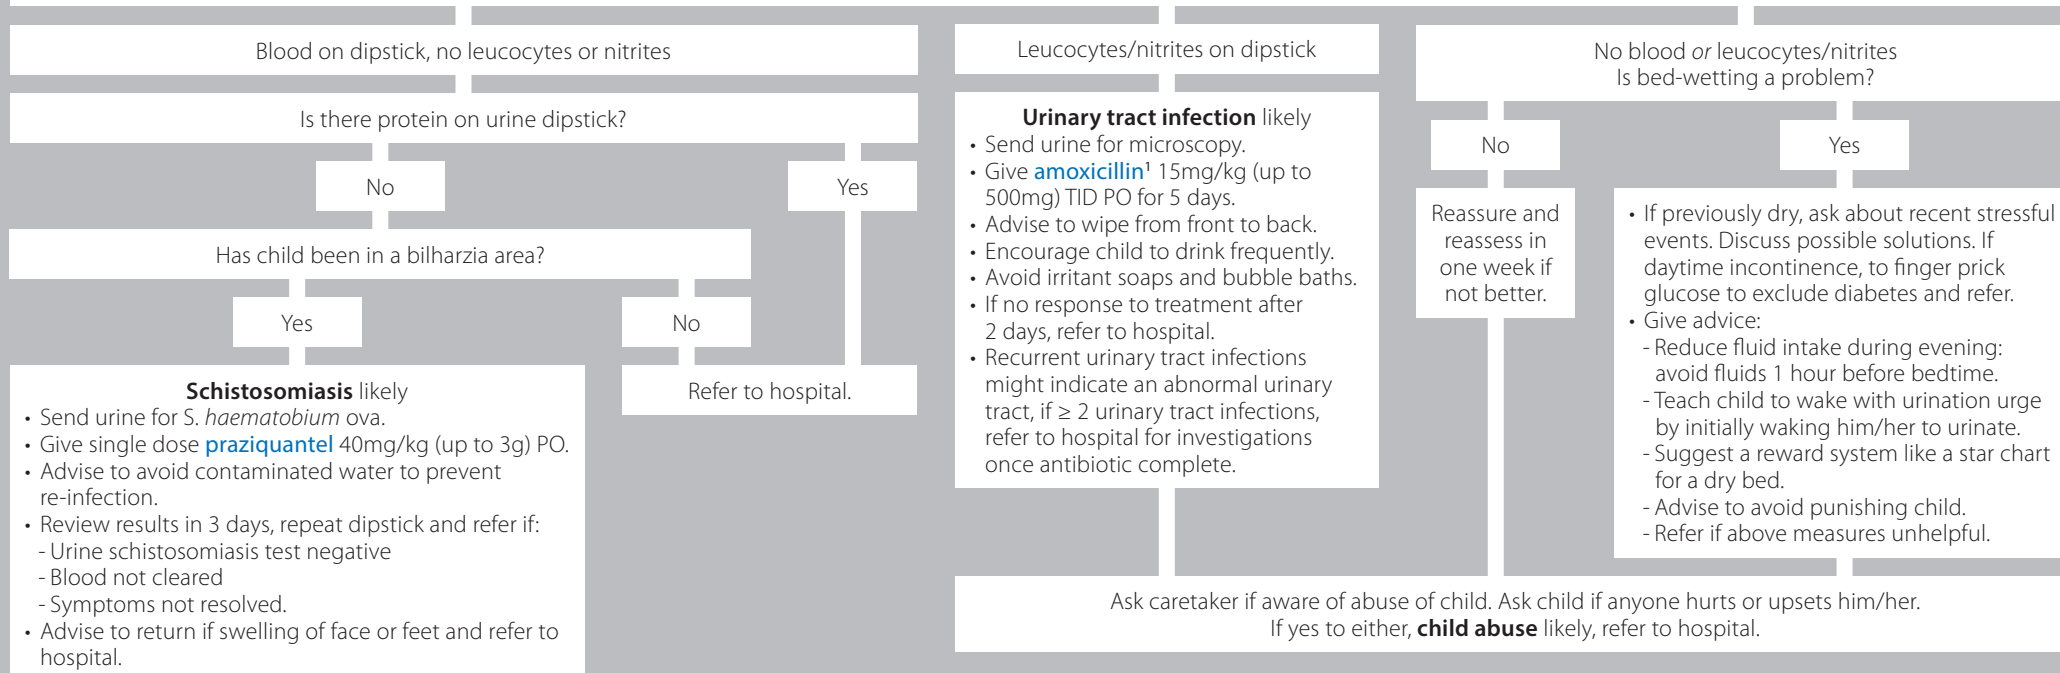 Blood on dipstick, no leucocytes or nitrites
Is there protein on urine dipstick?
No
Yes
Has child been in a bilharzia area?
Yes
No
Schistosomiasis likely
• Send urine for S. haematobium ova.
• Give single dose praziquantel 40mg/kg (up to 3g) PO.
• Advise to avoid contaminated water to prevent
re-infection.
• Review results in 3 days, repeat dipstick and refer if:
- Urine schistosomiasis test negative
- Blood not cleared
- Symptoms not resolved.
• Advise to return if swelling of face or feet and refer to
hospital.
Refer to hospital.
Leucocytes/nitrites on dipstick
Urinary tract infection likely
• Send urine for microscopy.
• Give amoxicillin¹ 15mg/kg (up to
500mg) TID PO for 5 days.
• Advise to wipe from front to back.
• Encourage child to drink frequently.
• Avoid irritant soaps and bubble baths.
• If no response to treatment after
2 days, refer to hospital.
• Recurrent urinary tract infections
might indicate an abnormal urinary
tract, if ≥ 2 urinary tract infections,
refer to hospital for investigations
once antibiotic complete.
No blood or leucocytes/nitrites
Is bed-wetting a problem?
No
Yes
Reassure and
reassess in
one week if
not better.
• If previously dry, ask about recent stressful
events. Discuss possible solutions. If
daytime incontinence, to finger prick
glucose to exclude diabetes and refer.
• Give advice:
- Reduce fluid intake during evening:
avoid fluids 1 hour before bedtime.
- Teach child to wake with urination urge
by initially waking him/her to urinate.
- Suggest a reward system like a star chart
for a dry bed.
- Advise to avoid punishing child.
- Refer if above measures unhelpful.
Ask caretaker if aware of abuse of child. Ask child if anyone hurts or upsets him/her.
If yes to either, child abuse likely, refer to hospital.